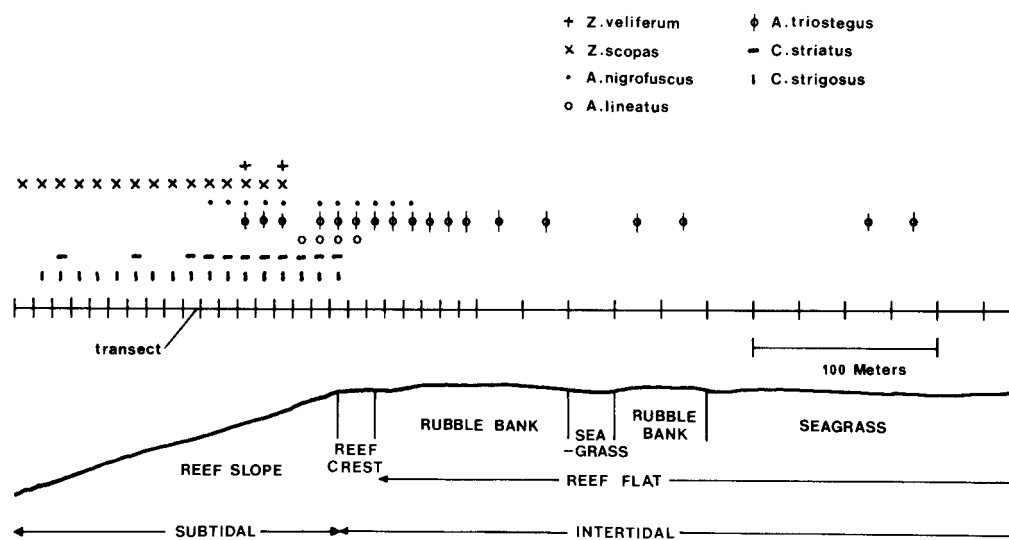 Z. veliferum
Z. scopas
A. nigrofuscus
A. lineatus
A. triostegus
C. striatus
C. strigosus
transect
100 Meters
REEF SLOPE
REEF
CREST
RUBBLE BANK
SEA
-GRASS
RUBBLE
BANK
SEAGRASS
REEF FLAT
SUBTIDAL
INTERTIDAL